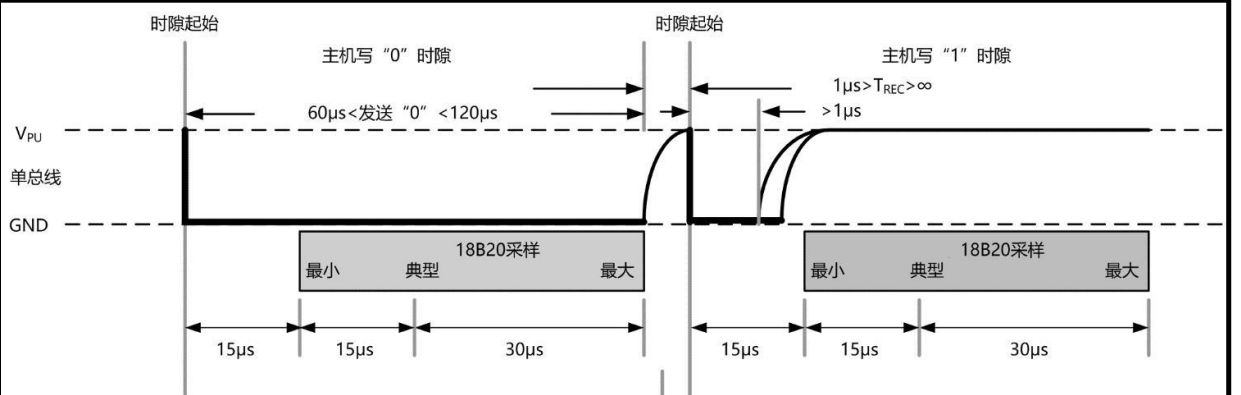 时隙起始
时隙起始
主机写“0”时隙
主机写“1”时隙
1μs>TREC>∞
60μs<发送“0”<120μs
>1μs
VPU
单总线
GND
18B20采样
最小
典型
最大
18B20采样
最小
典型
最大
15μs
15μs
30μs
15μs
15μs
30μs